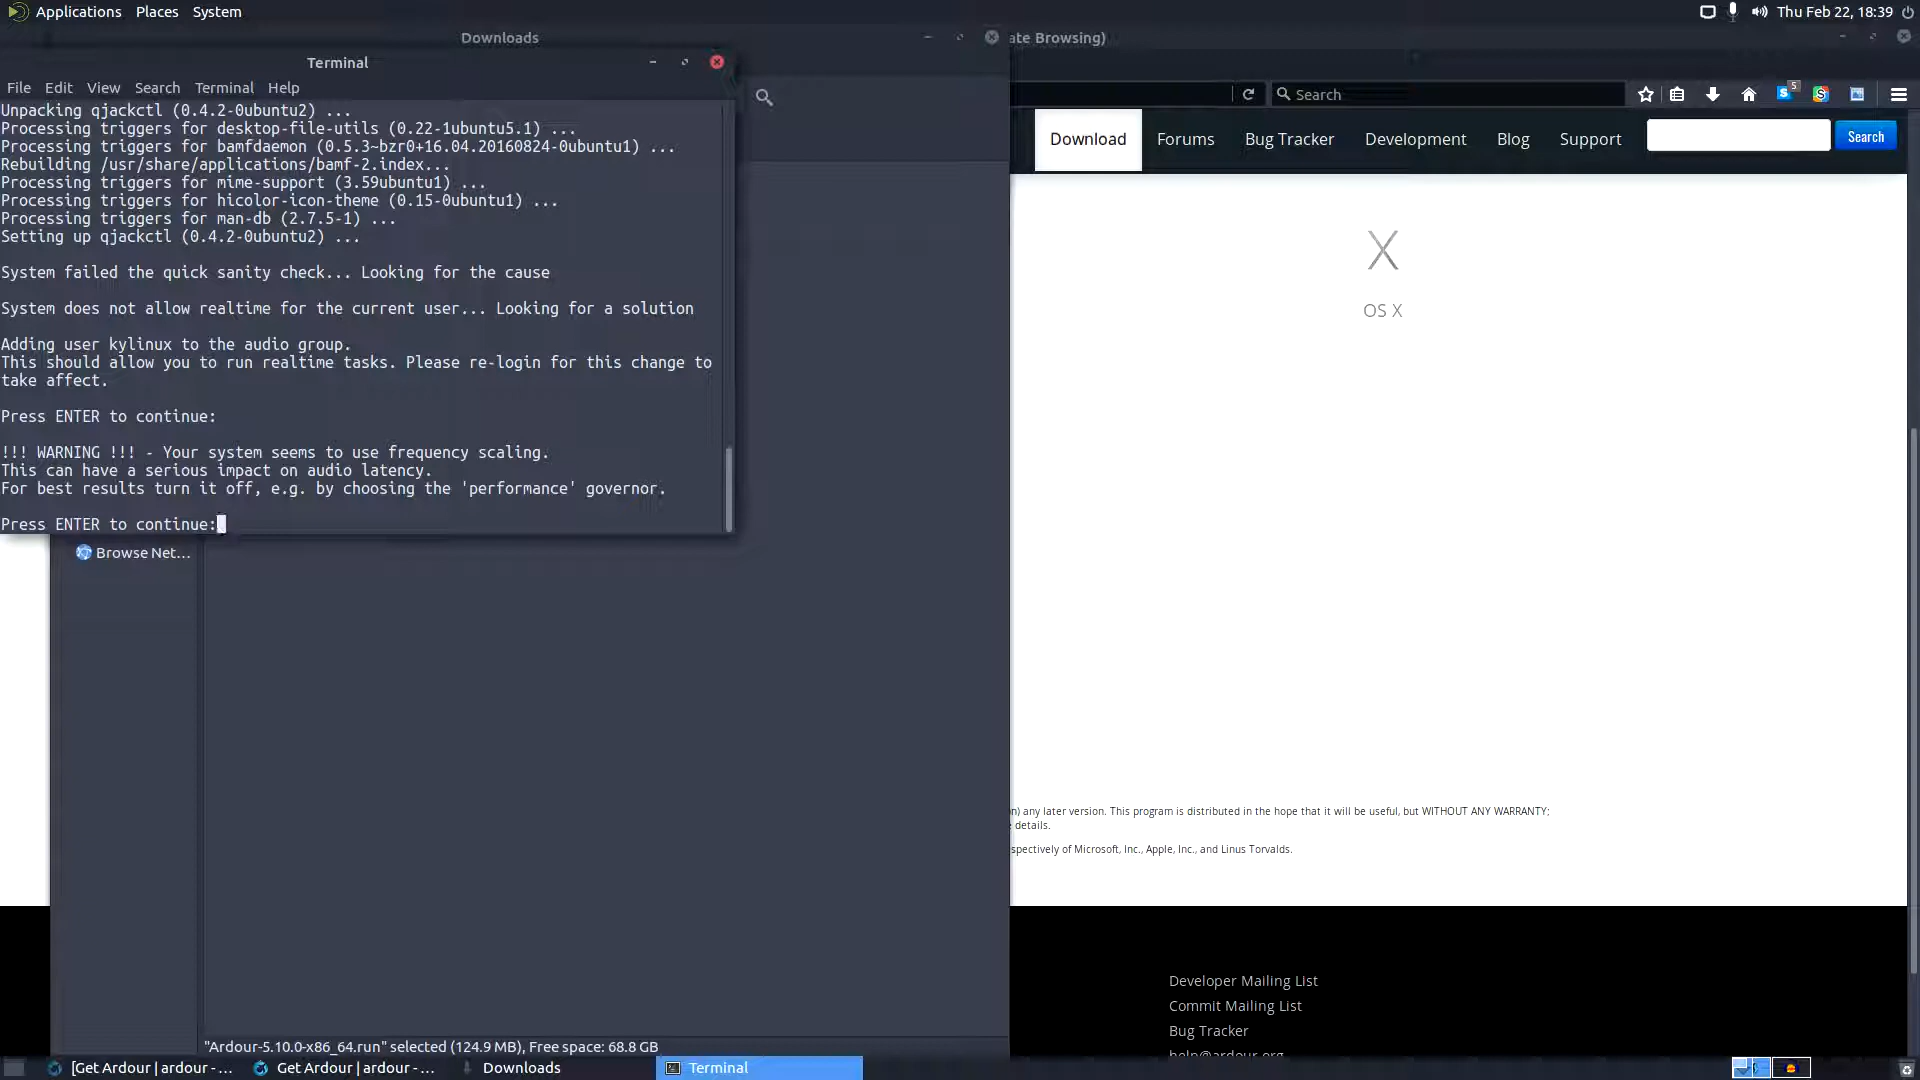 Applications Places System
Thu Feb 22, 18:39
Downloads
ate Browsing)
Terminal
File Edit View Search Terminal Help
Unpacking qjackctl (0.4.2-0ubuntu2) ...
Processing triggers for desktop-file-utils (0.22-1ubuntu5.1) ...
Processing triggers for bamfdaemon (0.5.3~bzr0+16.04.20160824-0ubuntu1) ...
Rebuilding /usr/share/applications/bamf-2.index...
Processing triggers for mime-support (3.59ubuntu1) ...
Processing triggers for hicolor-icon-theme (0.15-0ubuntu1) ...
Processing triggers for man-db (2.7.5-1) ...
Setting up qjackctl (0.4.2-0ubuntu2) ...
System failed the quick sanity check... Looking for the cause
System does not allow realtime for the current user... Looking for a solution
Adding user kylinux to the audio group.
This should allow you to run realtime tasks. Please re-login for this change to
take affect.
Press ENTER to continue:
!!! WARNING !!! - Your system seems to use frequency scaling.
This can have a serious impact on audio latency.
For best results turn it off, e.g. by choosing the 'performance' governor.
Press ENTER to continue:
Browse Net...
"Ardour-5.10.0-x86_64.run" selected (124.9 MB), Free space: 68.8 GB
Search
5
Download Forums Bug Tracker Development Blog Support
Search
X
OS X
any later version. This program is distributed in the hope that it will be useful, but WITHOUT ANY WARRANTY;
details.
spectively of Microsoft, Inc., Apple, Inc., and Linus Torvalds.
Developer Mailing List
Commit Mailing List
Bug Tracker
help@ardour.org
[Get Ardour | ardour - ...
Get Ardour | ardour - ...
Downloads
Terminal